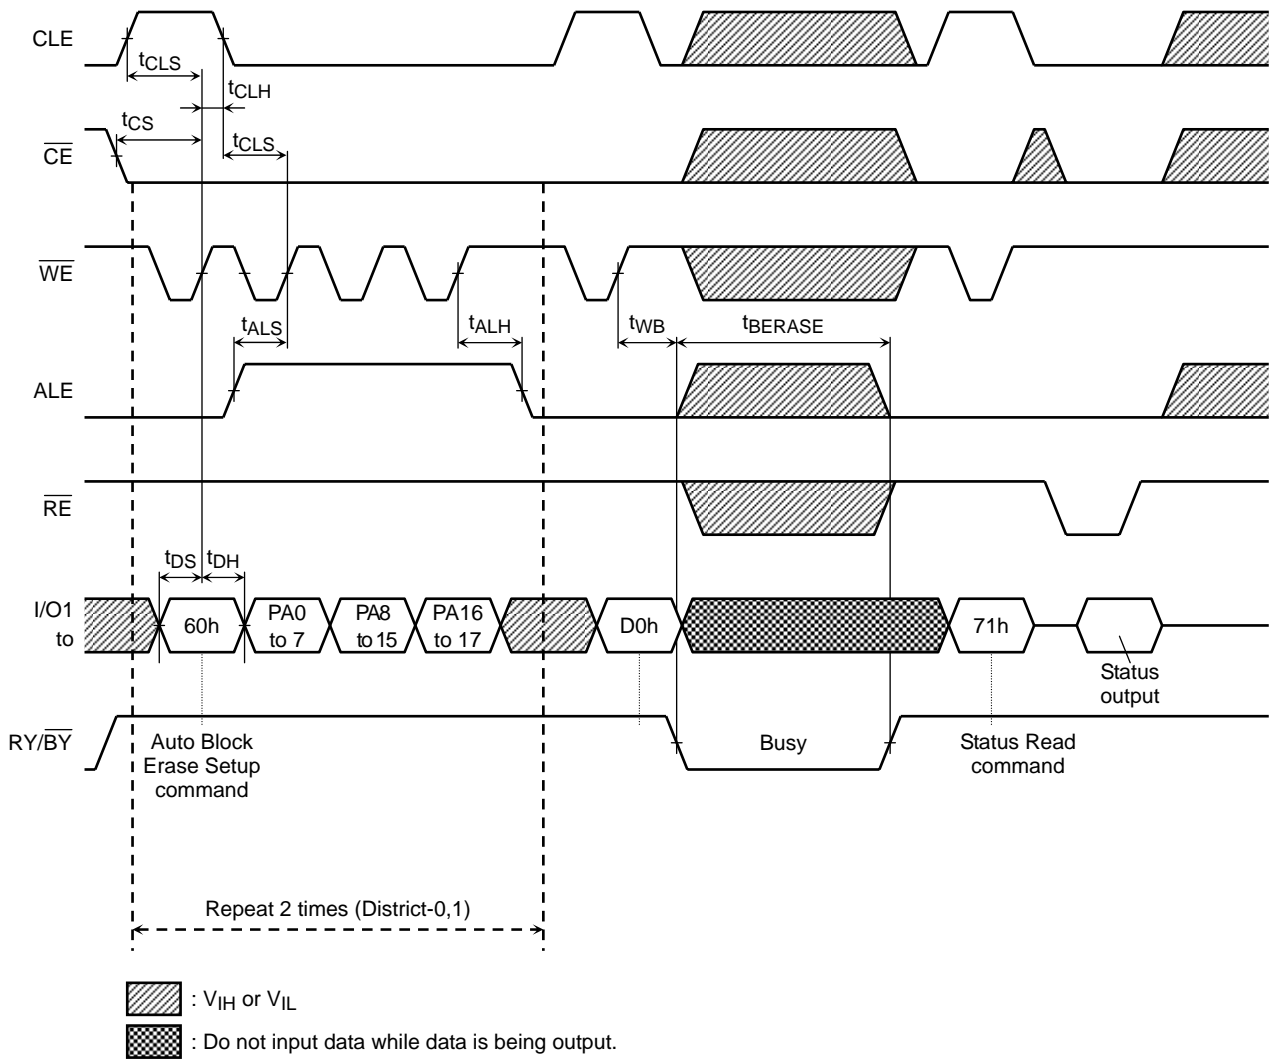 CLE
tCLS
tCLH
tCS
CE
tCLS
WE
tALS
tALH
tWB
tBERASE
ALE
RE
tDS
tDH
I/O1
to
60h
PA0
to 7
PA8
to 15
PA16
to 17
D0h
71h
Status
output
RY/BY
Auto Block
Erase Setup
command
Busy
Status Read
command
Repeat 2 times (District-0,1)
: VIH or VIL
: Do not input data while data is being output.